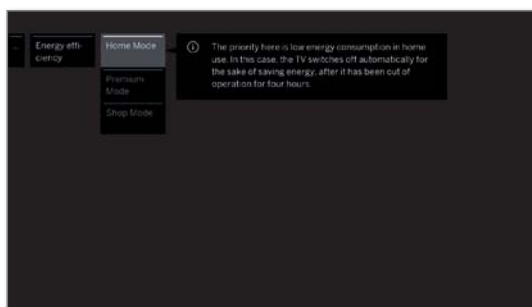 ...
Energy effi-
ciency
Home Mode
Premium
Mode
Shop Mode
The priority here is low energy consumption in home
use. In this case, the TV switches off automatically for
the sake of saving energy, after it has been out of
operation for four hours.